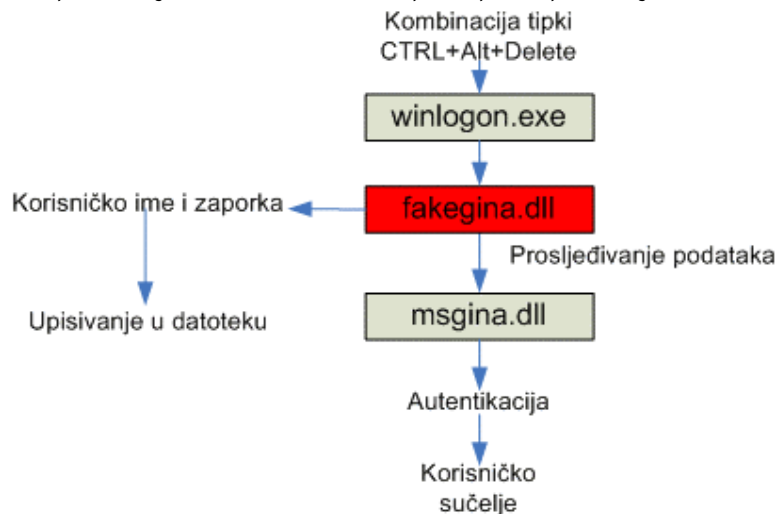 Kombinacija tipki
CTRL+Alt+Delete
winlogon.exe
Korisničko ime i zaporka
fakegina.dll
Prosljeđivanje podataka
Upisivanje u datoteku
msgina.dll
Autentikacija
Korisničko
sučelje